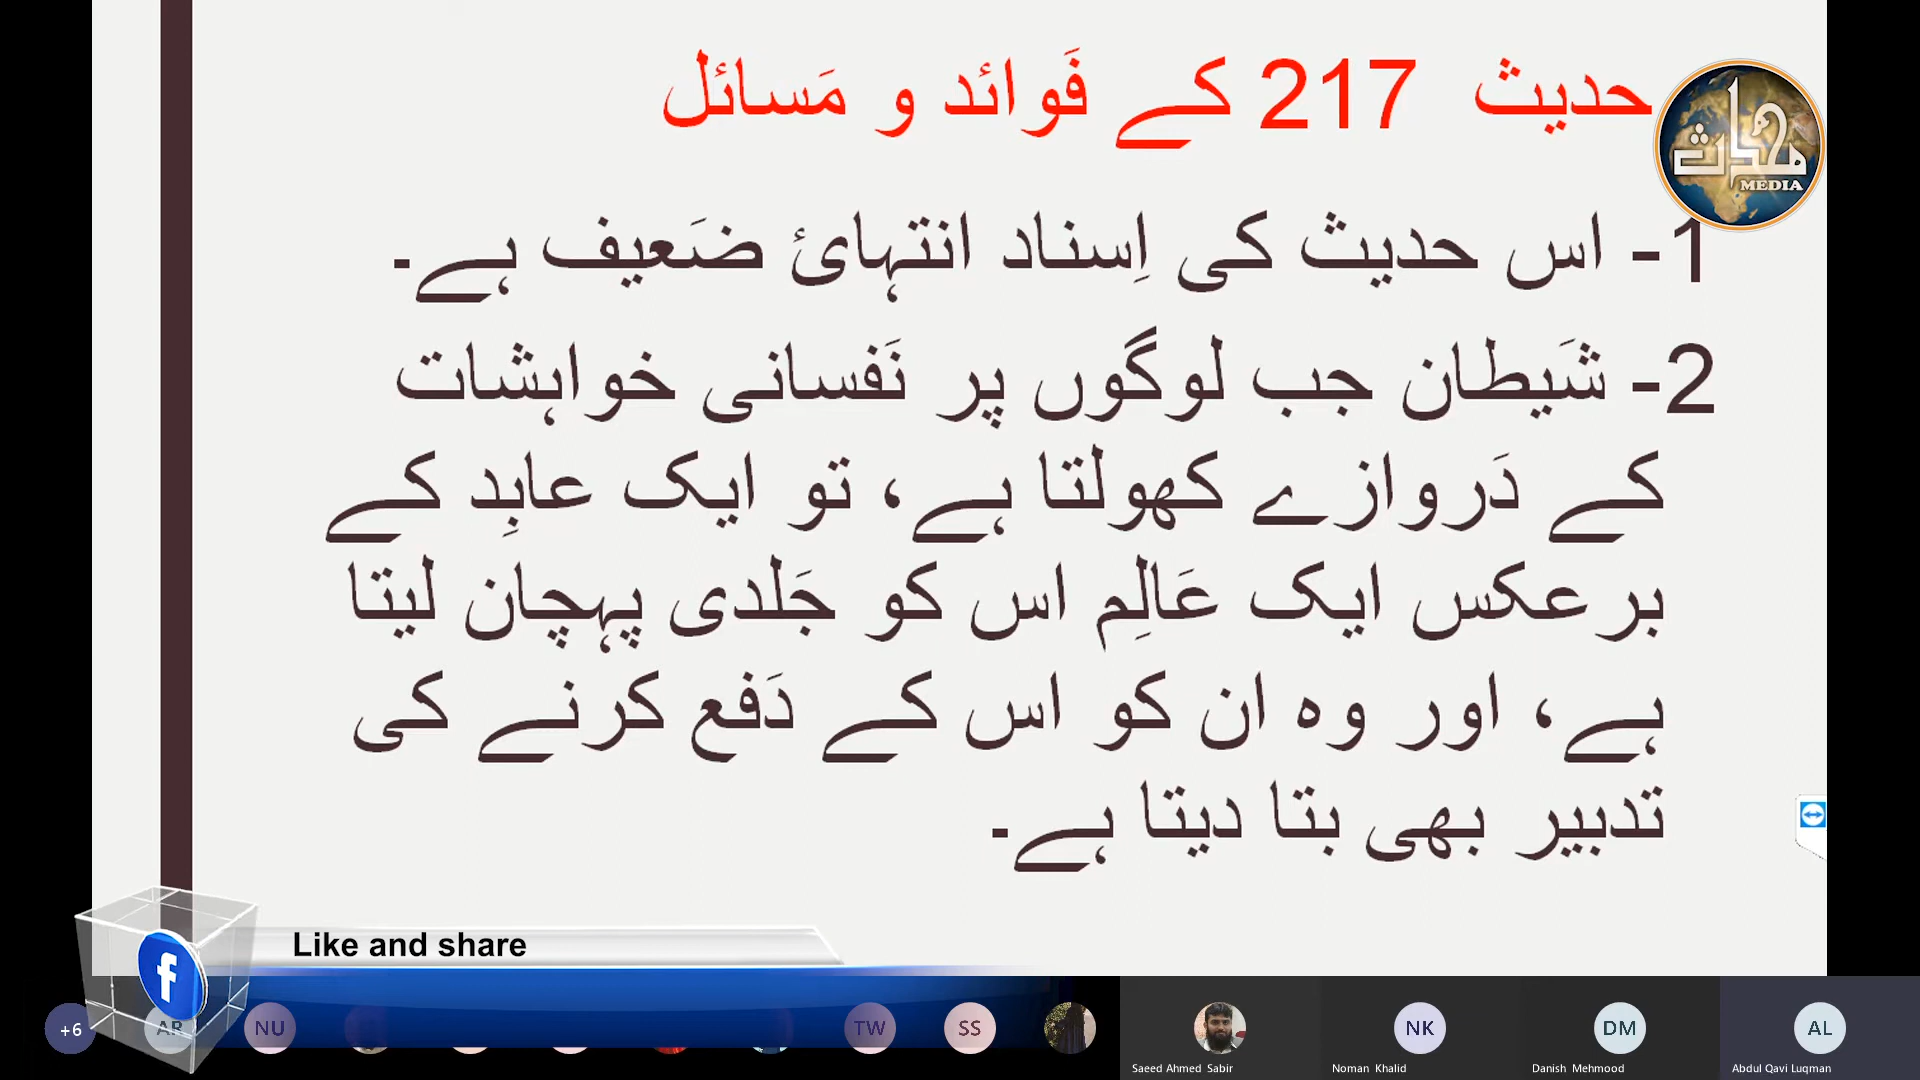 حدیث 217 کے فَوائد و مَسائل
محدث
MEDIA
1- اس حدیث کی اِسناد انتہائ ضَعیف ہے۔
2- شَیطان جب لوگوں پر نَفسانی خواہشات
کے دَروازے کھولتا ہے، تو ایک عابِد کے
برعکس ایک عَالِم اس کو جَلدی پہچان لیتا
ہے، اور وہ ان کو اس کے دَفع کرنے کی
تدبیر بھی بتا دیتا ہے۔
Like and share
f
+6
AR
NU
TW
SS
NK
DM
AL
Saeed Ahmed Sabir
Noman Khalid
Danish Mehmood
Abdul Qavi Luqman